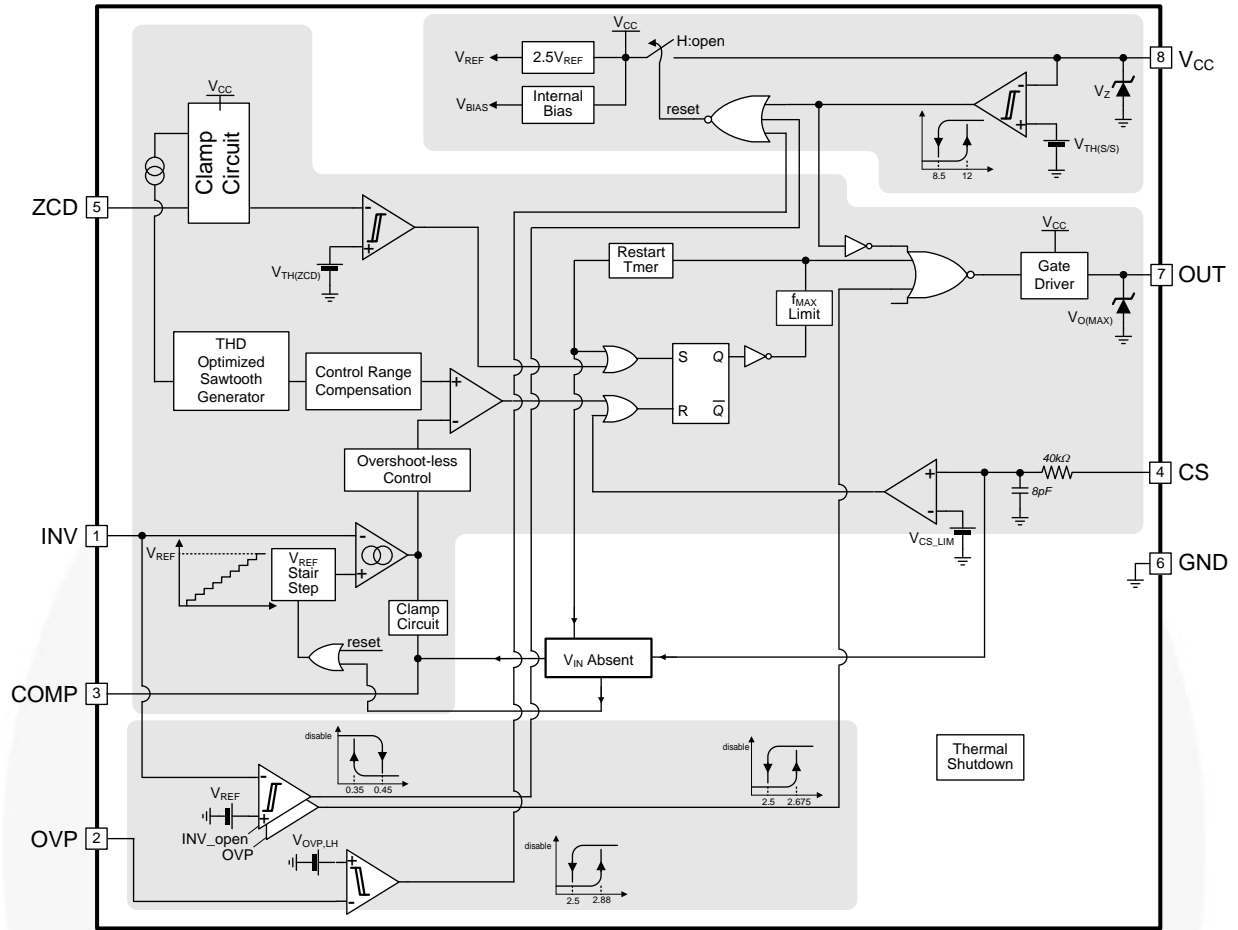 VCC
H:open
VREF
2.5VREF
8
VCC
VBIAS
Internal
Bias
reset
VZ
-
+
VTH(S/S)
8.5 12
VCC
Clamp
Circuit
ZCD
5
-
+
VTH(ZCD)
Restart
Tmer
VCC
Gate
Driver
7
OUT
VO(MAX)
fMAX
Limit
THD
Optimized
Sawtooth
Generator
Control Range
Compensation
+
-
S Q
R Q
Overshoot-less
Control
40kΩ
8pF
4
CS
+
-
VCS_LIM
INV
1
VREF
VREF
Stair
Step
-
+
6
GND
Clamp
Circuit
reset
VIN Absent
COMP
3
disable
0.35 0.45
disable
2.5 2.675
Thermal
Shutdown
-
+
VREF
INV_open
OVP
OVP
2
VOVP,LH
+
-
disable
2.5 2.88